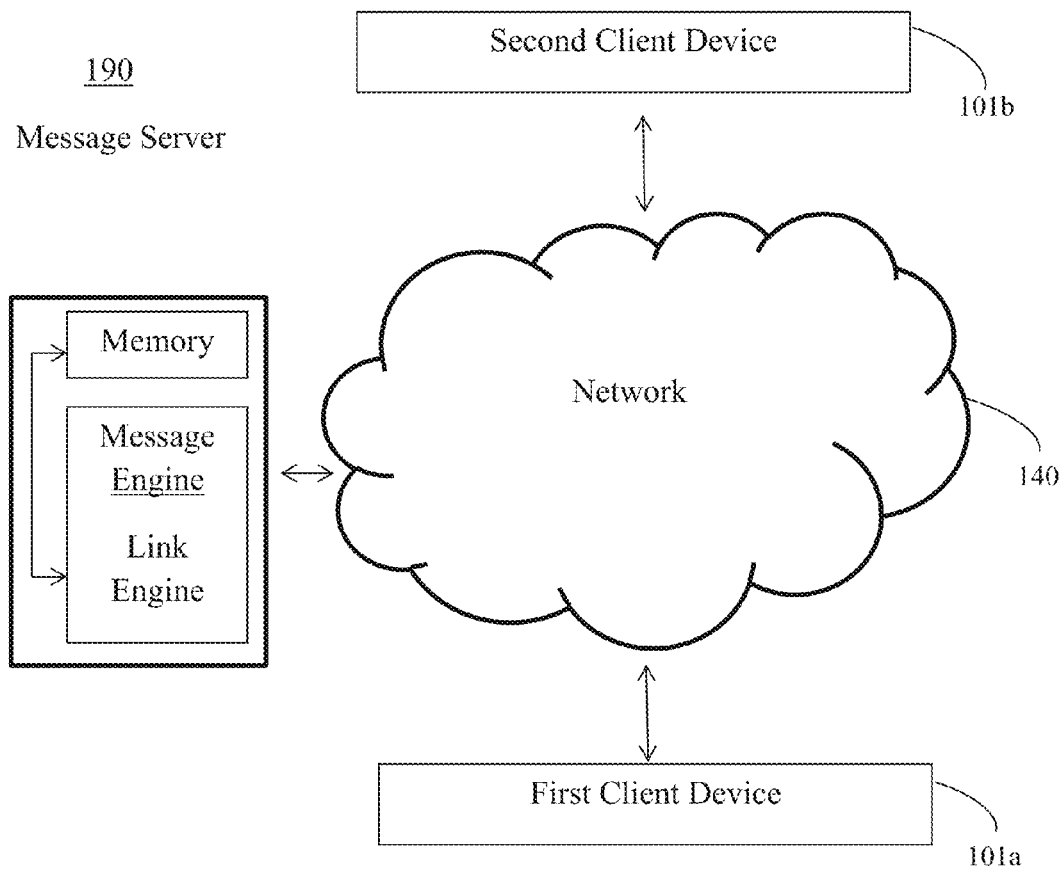 Second Client Device
190
101b
Message Server
Memory
Network
Message
Engine
Link
Engine
140
First Client Device
101a